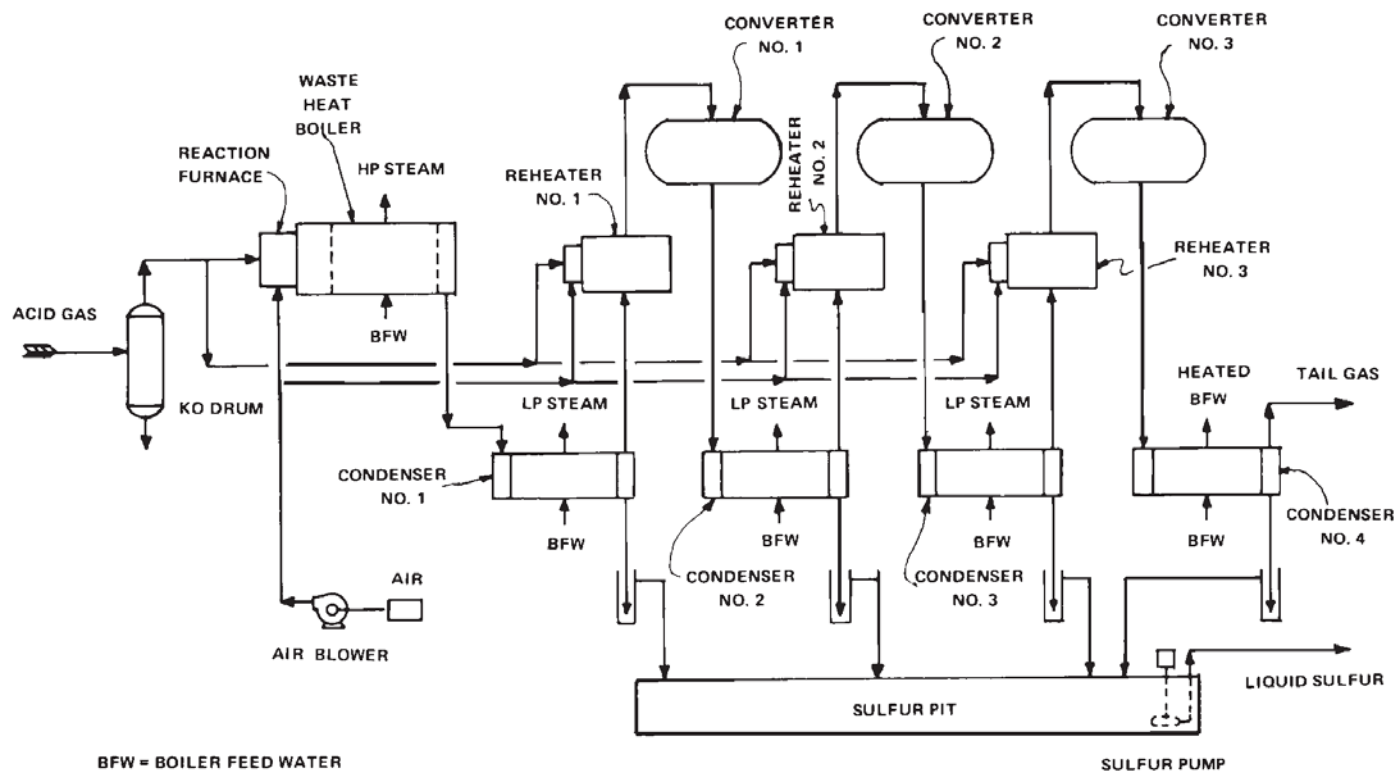 CONVERTER
NO. 1
CONVERTER
NO. 2
CONVERTER
NO. 3
WASTE
HEAT
BOILER
REACTION
FURNACE
HP STEAM
REHEATER
NO. 1
REHEATER
NO. 2
REHEATER
NO. 3
ACID GAS
BFW
KO DRUM
LP STEAM
LP STEAM
LP STEAM
HEATED
BFW
TAIL GAS
CONDENSER
NO. 1
BFW
BFW
BFW
BFW
CONDENSER
NO. 4
CONDENSER
NO. 2
CONDENSER
NO. 3
AIR
AIR BLOWER
LIQUID SULFUR
SULFUR PIT
BFW = BOILER FEED WATER
SULFUR PUMP